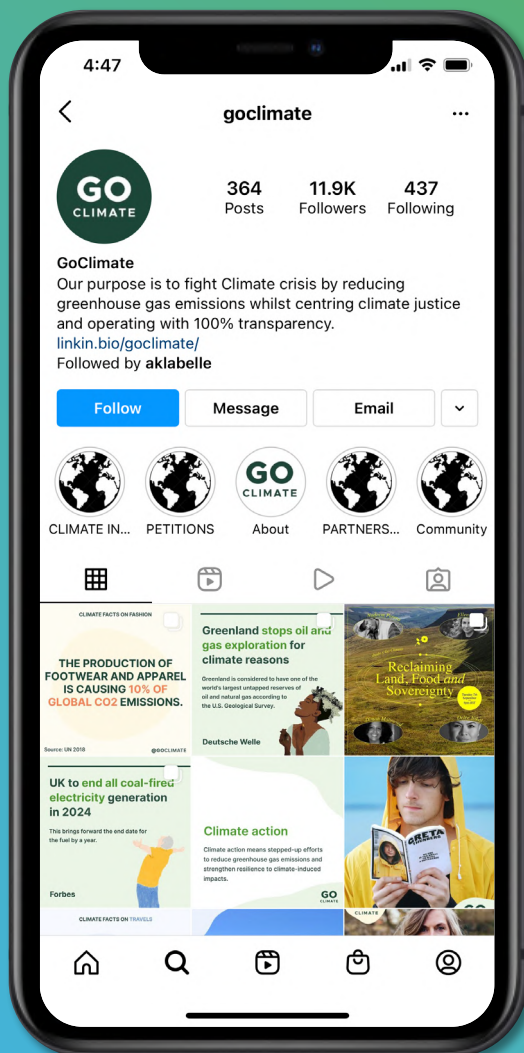 4:47
goclimate
GO
CLIMATE
364
Posts
11.9K
Followers
437
Following
GoClimate
Our purpose is to fight Climate crisis by reducing
greenhouse gas emissions whilst centring climate justice
and operating with 100% transparency.
linkin.bio/goclimate/
Followed by aklabelle
Follow
Message
Email
GO
CLIMATE
CLIMATE IN...
PETITIONS
About
PARTNERS...
Community
CLIMATE FACTS ON FASHION
THE PRODUCTION OF
FOOTWEAR AND APPAREL
IS CAUSING 10% OF
GLOBAL CO2 EMISSIONS.
Source: UN 2018
@GOCLIMATE
Greenland stops oil and
gas exploration for
climate reasons
Greenland is considered to have one of the
world's largest untapped reserves of
oil and natural gas according to
the U.S. Geological Survey.
Deutsche Welle
Reclaiming
Land, Food and
Sovereignty
UK to end all coal-fired
electricity generation
in 2024
This brings forward the end date for
the fuel by a year.
Forbes
Climate action
Climate action means stepped-up efforts
to reduce greenhouse gas emissions and
strengthen resilience to climate-induced
impacts.
GO
CLIMATE
GRETA
CLIMATE FACTS ON TRAVELS
CLIMATE